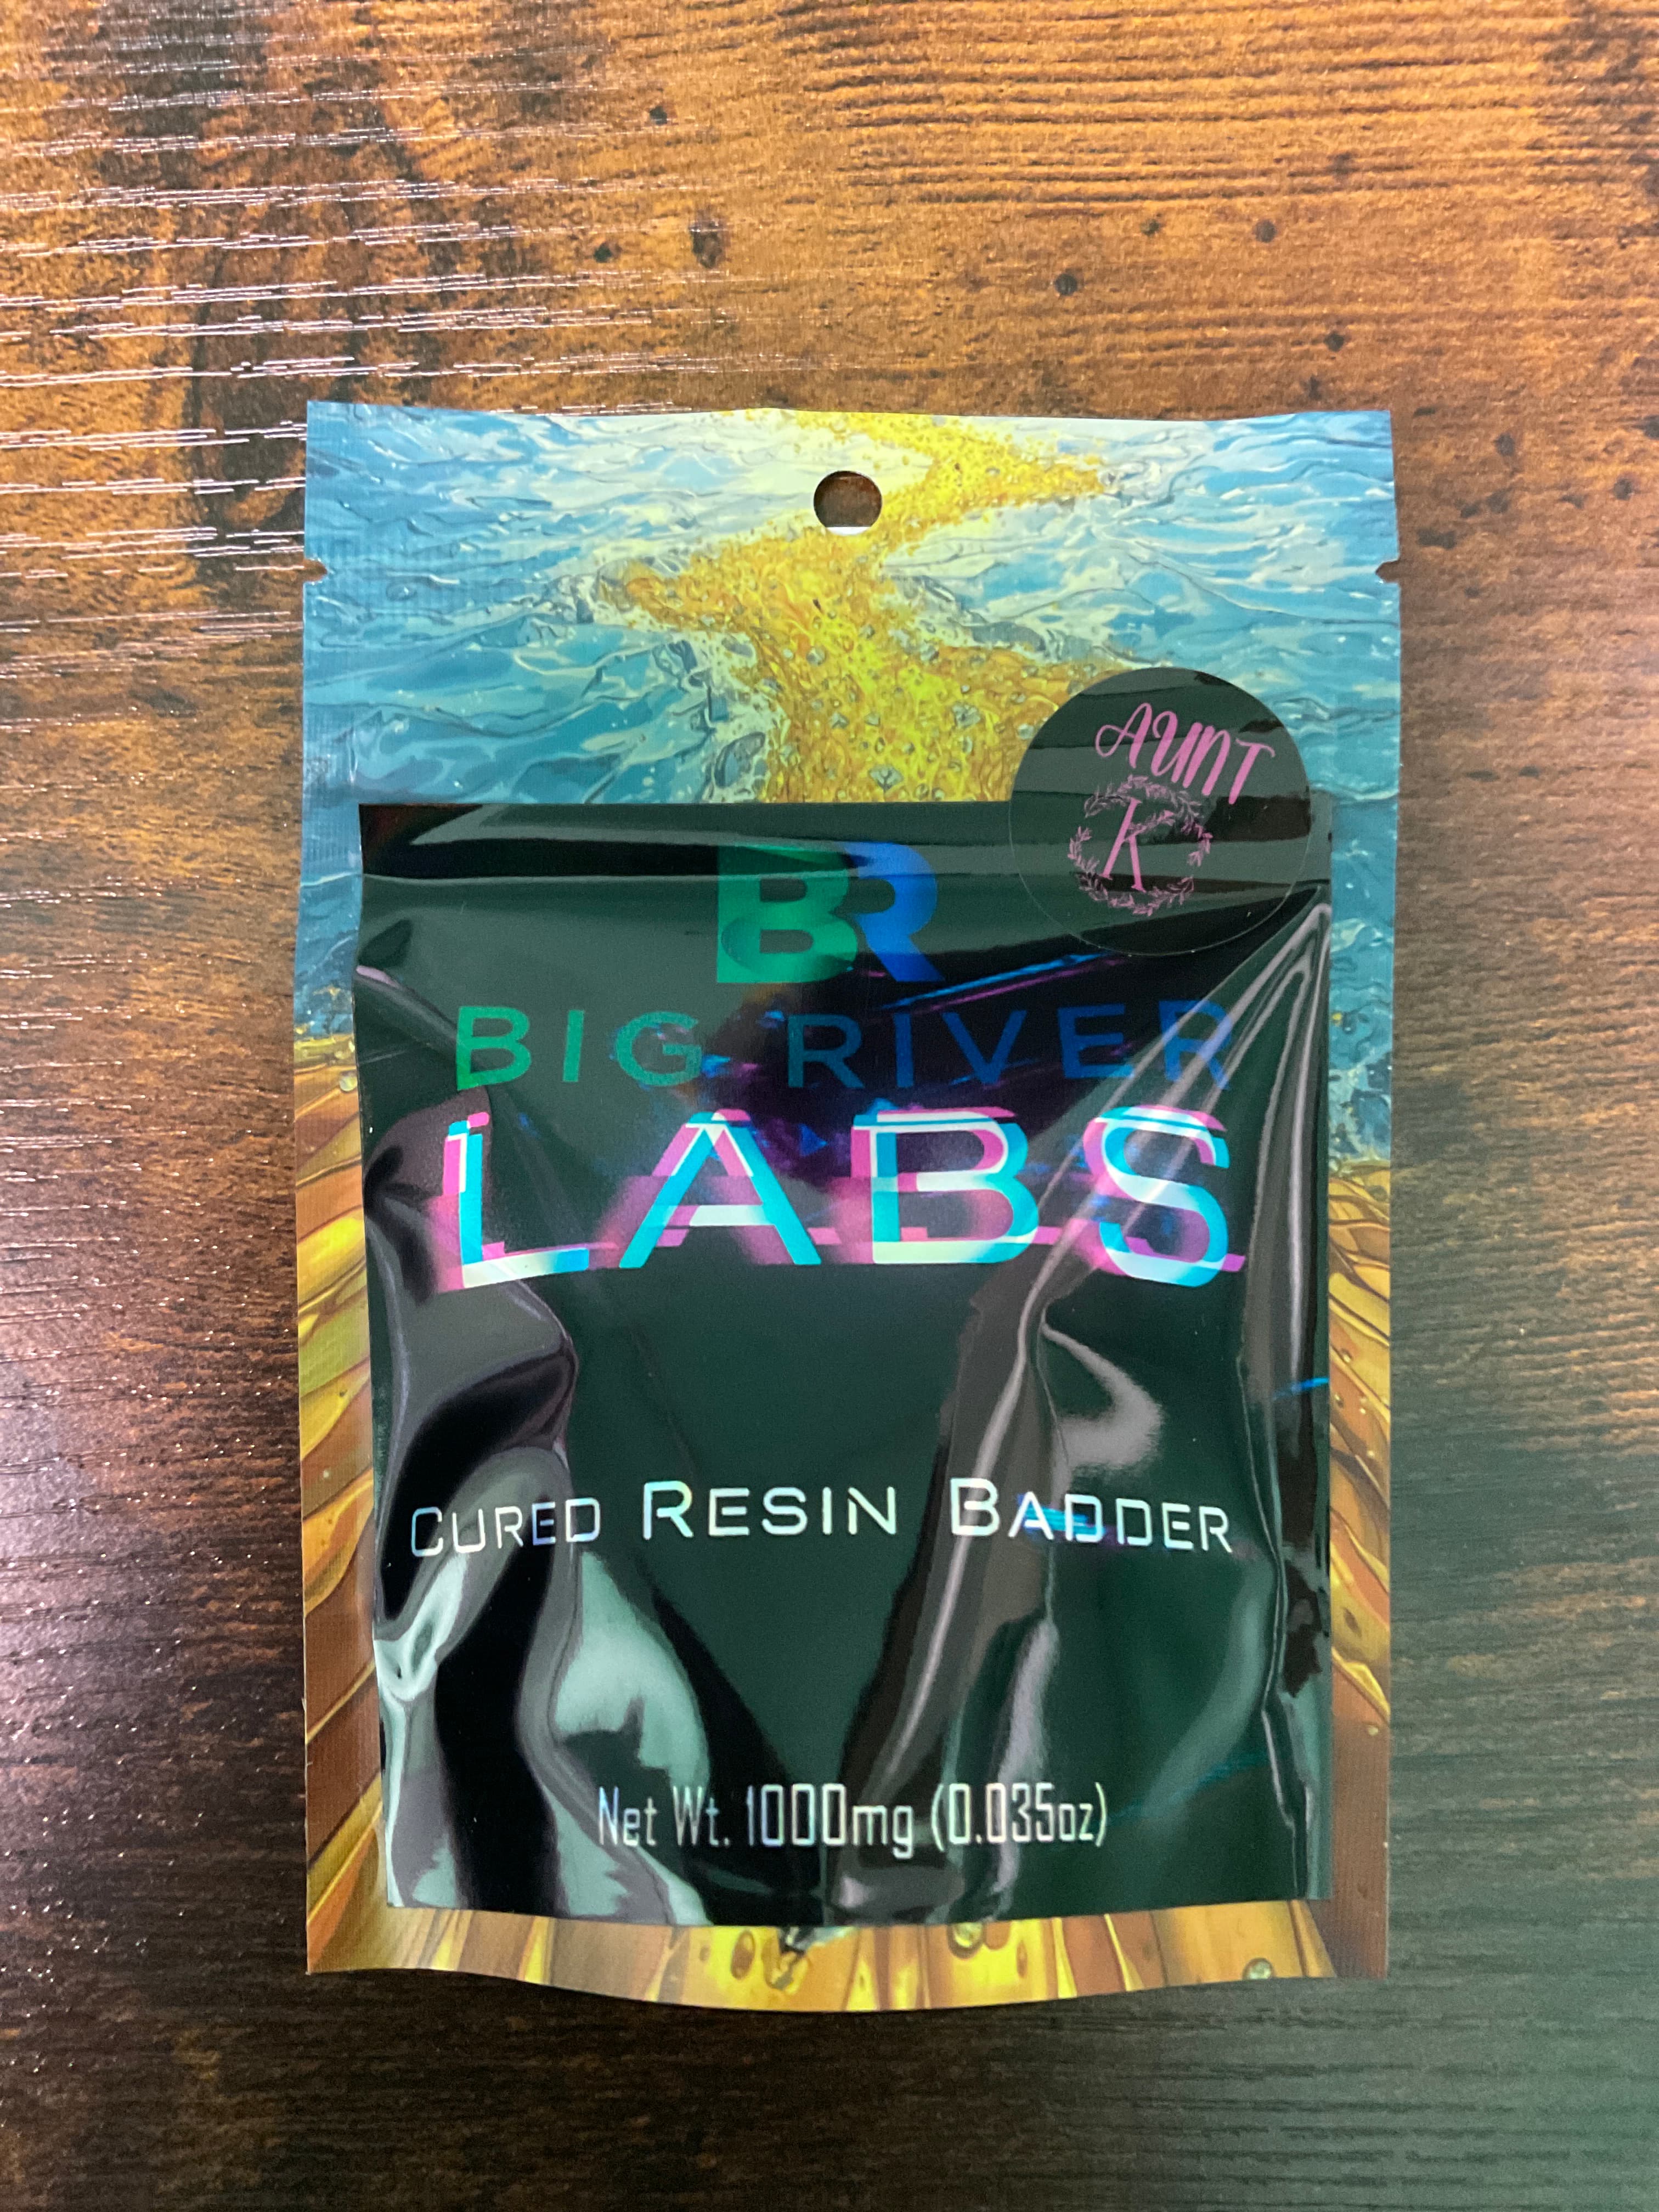 AUNT
K
BR
BIG RIVER
LABS
CURED RESIN BADDER
Net Wt. 1000mg (0.035oz)